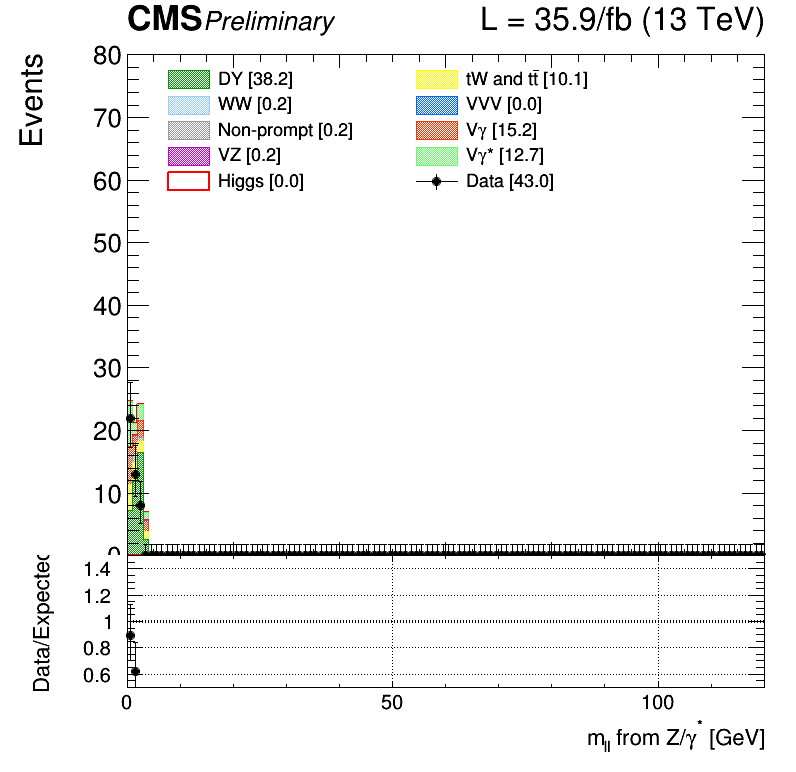 CMS Preliminary L = 35.9/fb (13 TeV)
Events
80
70
60
50
40
30
20
10
0
DY [38.2]
WW [0.2]
Non-prompt [0.2]
VZ [0.2]
Higgs [0.0]
tW and tt̄ [10.1]
VVV [0.0]
Vγ [15.2]
Vγ* [12.7]
Data [43.0]
Data/Expected
1.4
1.2
1
0.8
0.6
0 50 100
m_ll from Z/γ* [GeV]